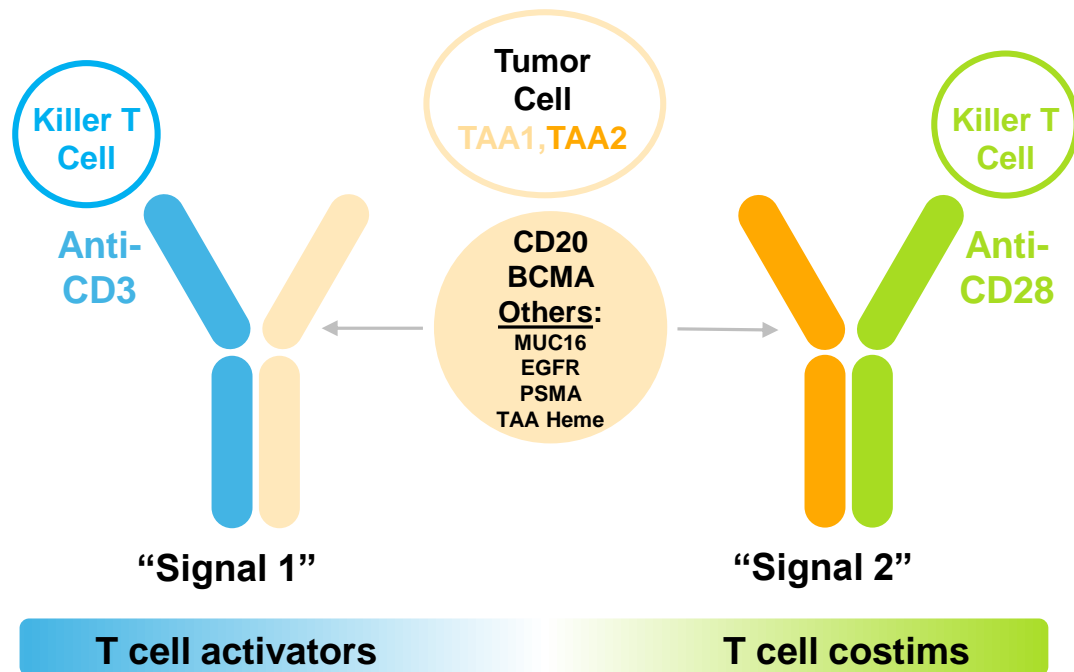 Tumor
Cell
TAA1,TAA2
Killer T
Cell
Killer T
Cell
Anti-
CD3
CD20
BCMA
Others:
MUC16
EGFR
PSMA
TAA Heme
Anti-
CD28
“Signal 1”
“Signal 2”
T cell activators
T cell costims